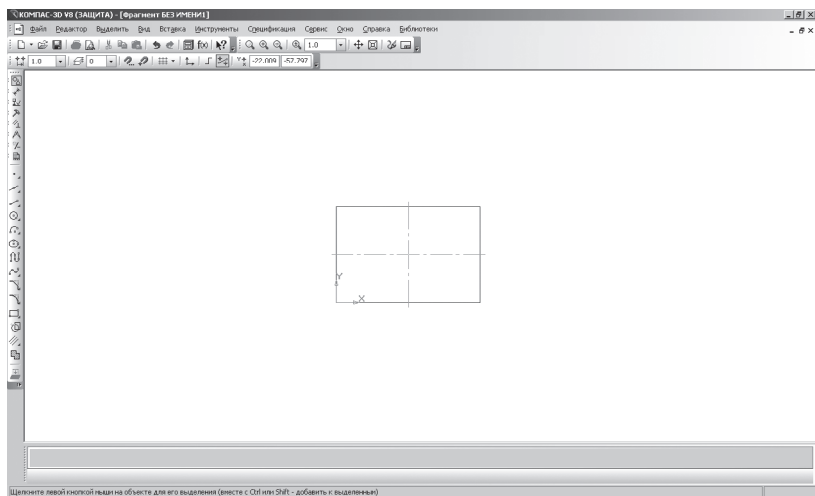 КОМПАС-3D V8 (ЗАЩИТА) - [Фрагмент БЕЗ ИМЕНИ1]
Файл Редактор Выделить Вид Вставка Инструменты Спецификация Сервис Окно Справка Библиотеки
f(x) 1.0
1.0 0 -22.009 -57.797
Y
X
Щелкните левой кнопкой мыши на объекте для его выделения (вместе с Ctrl или Shift - добавить к выделенным)